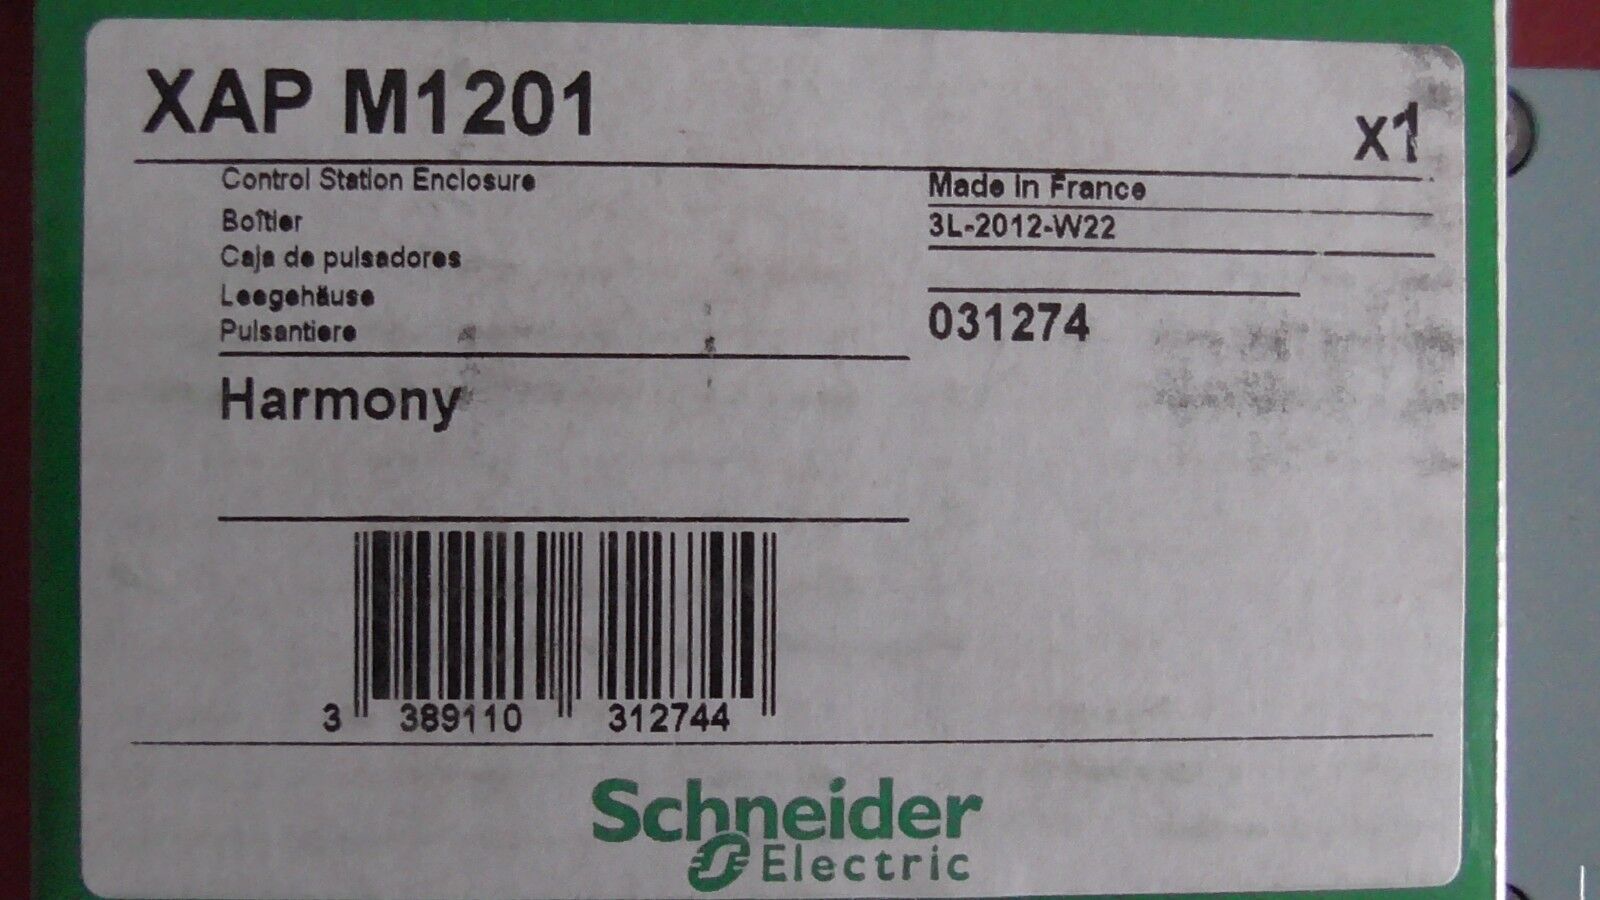 XAP M1201
x1
Control Station Enclosure
Boîtier
Caja de pulsadores
Leegehäuse
Pulsantiere
Made in France
3L-2012-W22
031274
Harmony
3 389110 312744
Schneider
Electric